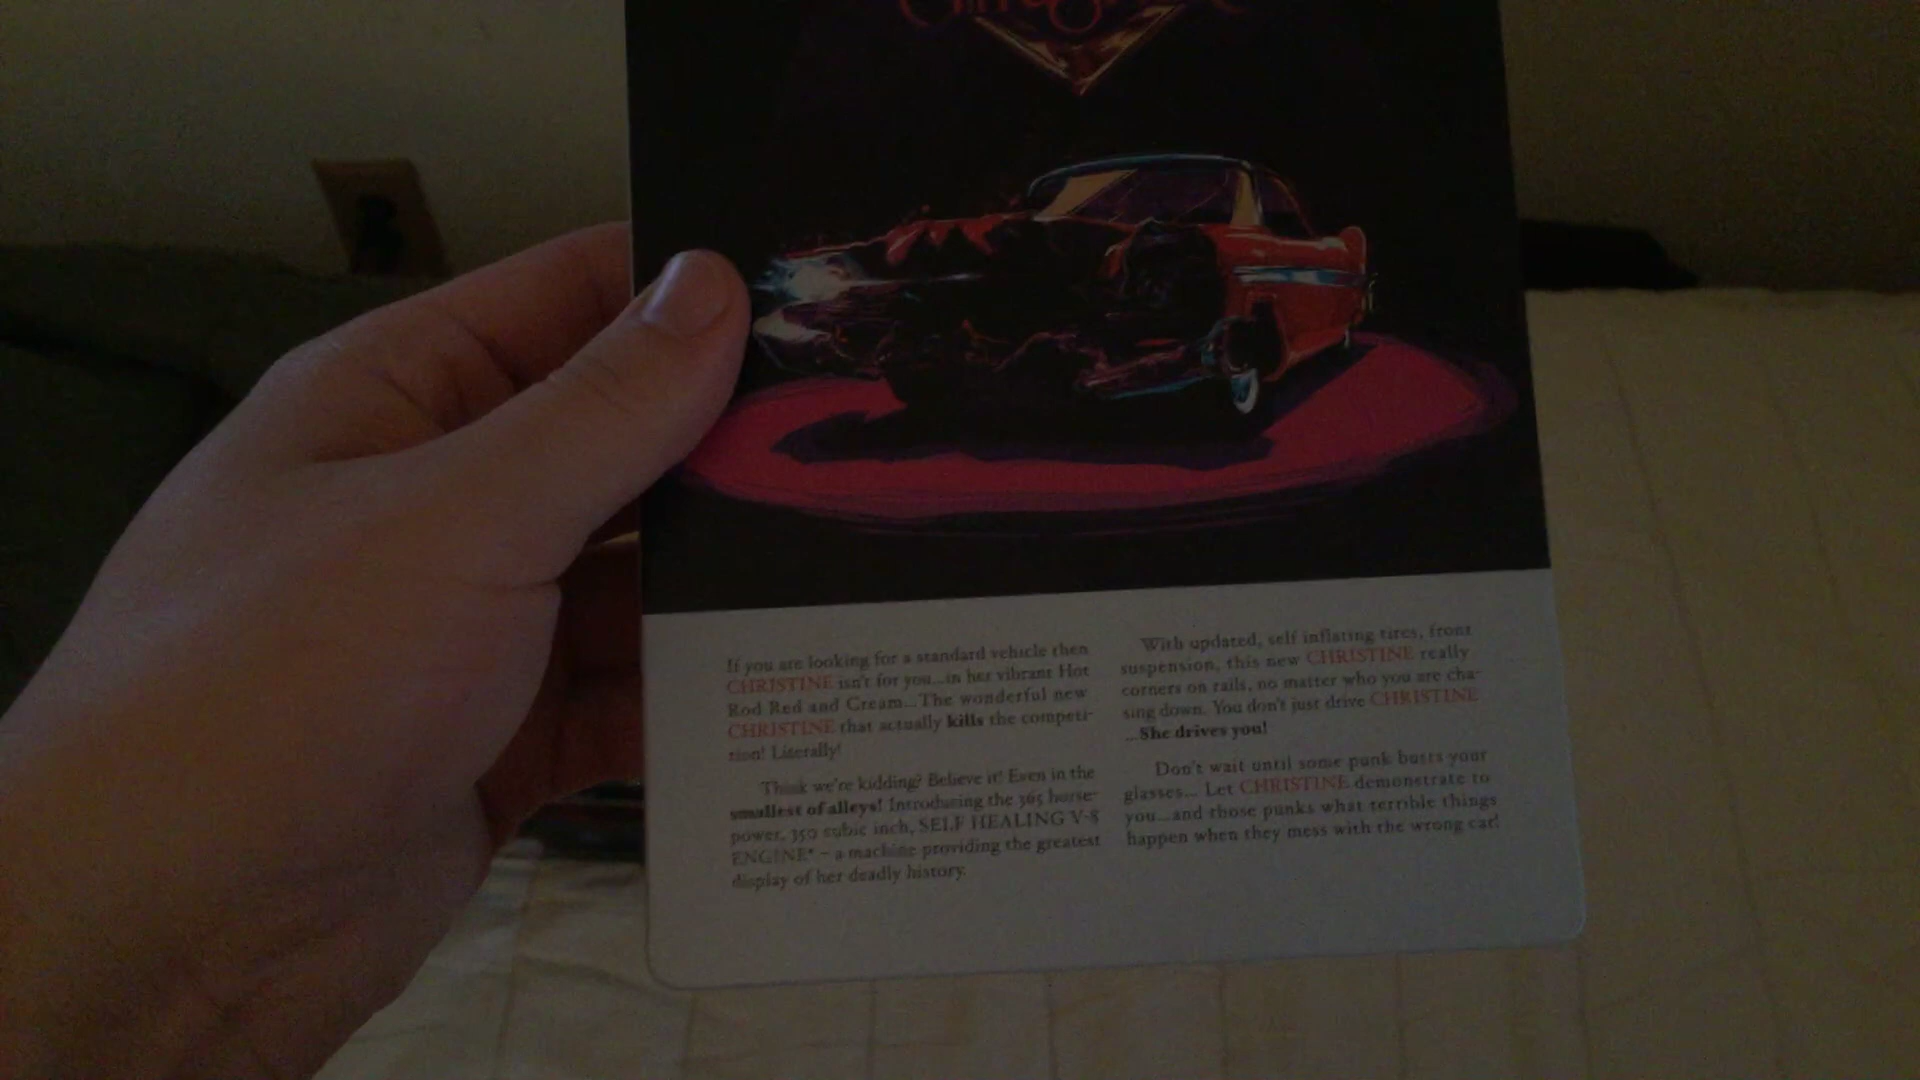 If you are looking for a standard vehicle then
CHRISTINE isn't for you...in her vibrant Hot
Rod Red and Cream...The wonderful new
CHRISTINE that actually kills the competi-
tion! Literally!
Think we're kidding? Believe it! Even in the
smallest of alleys! Introducing the 365 horse-
power, 350 cubic inch, SELF HEALING V-8
ENGINE* – a machine providing the greatest
display of her deadly history.
With updated, self inflating tires, front
suspension, this new CHRISTINE really
corners on rails, no matter who you are cha-
sing down. You don't just drive CHRISTINE
...She drives you!
Don't wait until some punk busts your
glasses... Let CHRISTINE demonstrate to
you...and those punks what terrible things
happen when they mess with the wrong car!